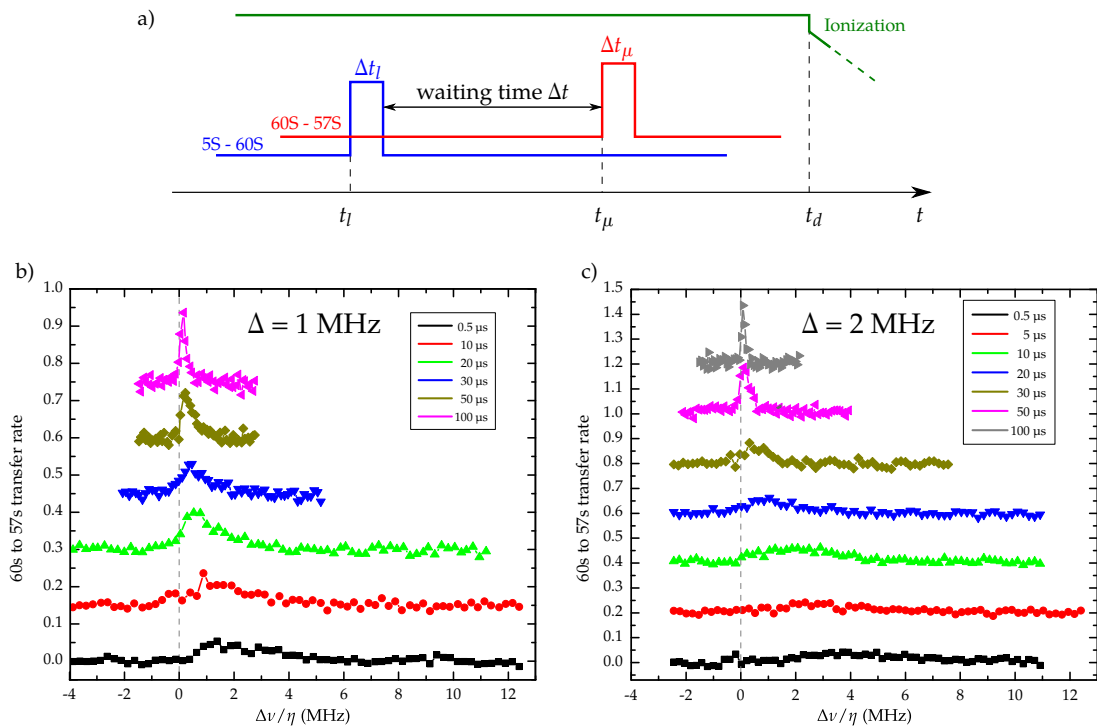 a)
Ionization
Δt_l
Δt_μ
waiting time Δt
60S - 57S
5S - 60S
t_l
t_μ
t_d
t
b)
Δ = 1 MHz
0.5 µs
10 µs
20 µs
30 µs
50 µs
100 µs
60s to 57s transfer rate
1.0
0.9
0.8
0.7
0.6
0.5
0.4
0.3
0.2
0.1
0.0
-4 -2 0 2 4 6 8 10 12
Δν/η (MHz)
c)
Δ = 2 MHz
0.5 µs
5 µs
10 µs
20 µs
30 µs
50 µs
100 µs
60s to 57s transfer rate
1.5
1.4
1.3
1.2
1.1
1.0
0.9
0.8
0.7
0.6
0.5
0.4
0.3
0.2
0.1
0.0
-4 -2 0 2 4 6 8 10 12
Δν/η (MHz)